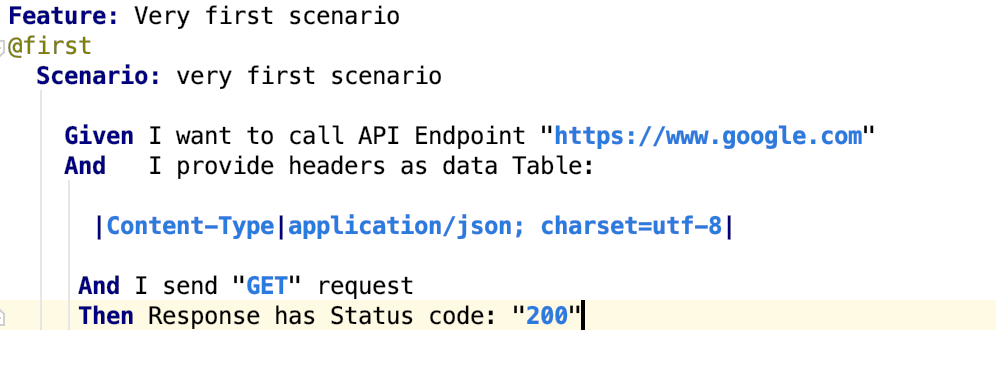 Feature: Very first scenario
@first
Scenario: very first scenario
Given I want to call API Endpoint "https://www.google.com"
And I provide headers as data Table:
|Content-Type|application/json; charset=utf-8|
And I send "GET" request
Then Response has Status code: "200"